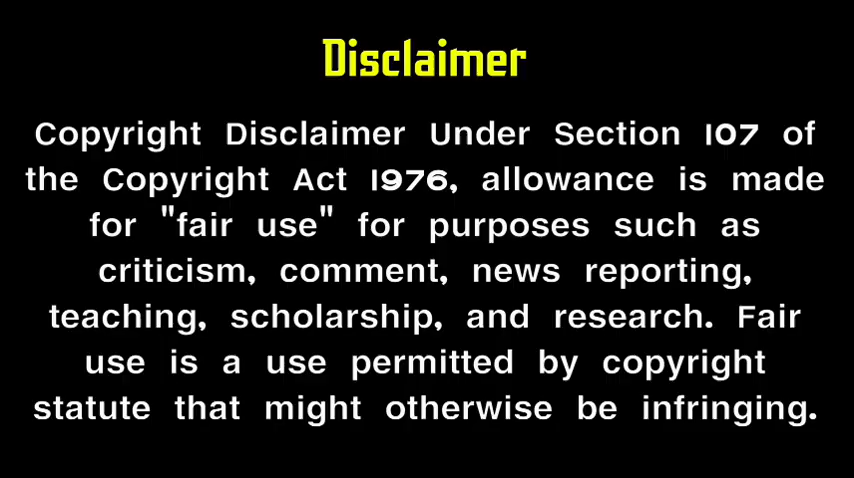 Disclaimer
Copyright Disclaimer Under Section 107 of
the Copyright Act 1976, allowance is made
for "fair use" for purposes such as
criticism, comment, news reporting,
teaching, scholarship, and research. Fair
use is a use permitted by copyright
statute that might otherwise be infringing.